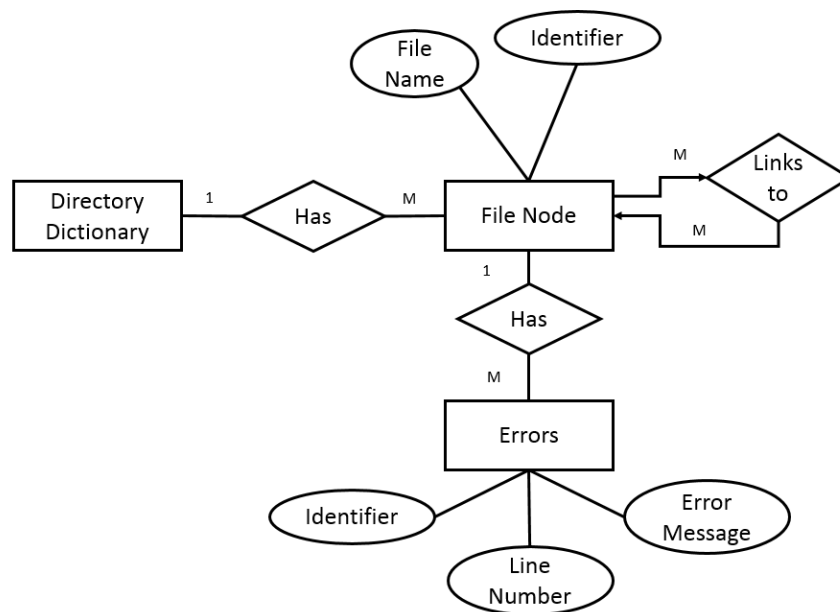 File
Name
Identifier
Directory
Dictionary
1
Has
M
File Node
M
Links
to
M
1
Has
M
Errors
Identifier
Line
Number
Error
Message